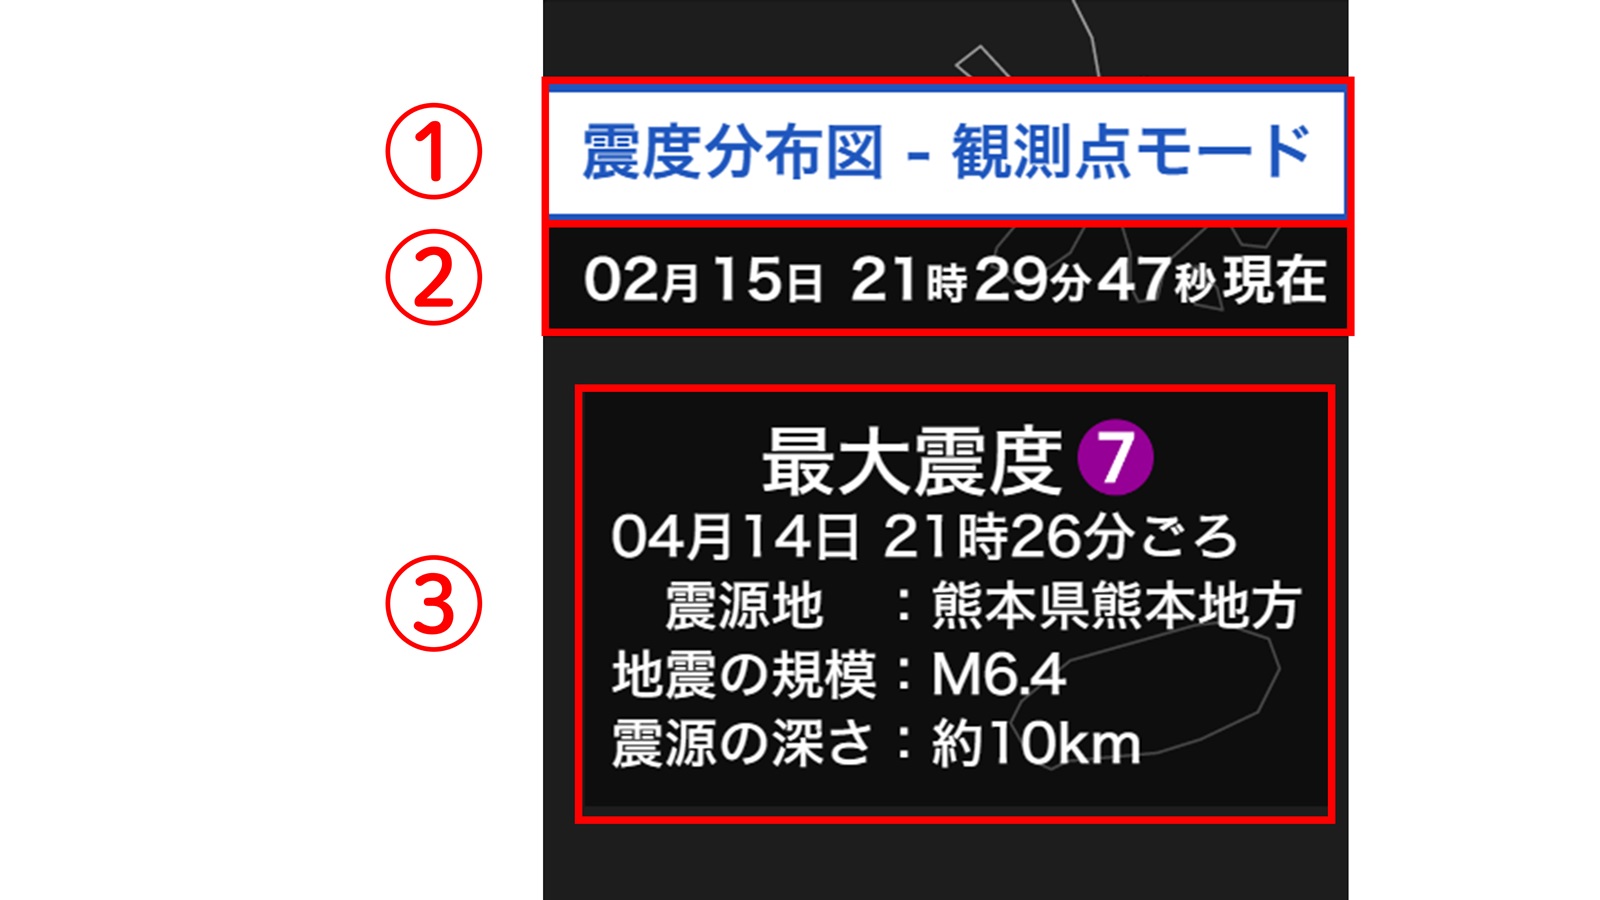 ①
震度分布図 - 観測点モード
②
02月15日 21時29分47秒現在
③
最大震度 7
04月14日 21時26分ごろ
震源地 ：熊本県熊本地方
地震の規模：M6.4
震源の深さ：約10km